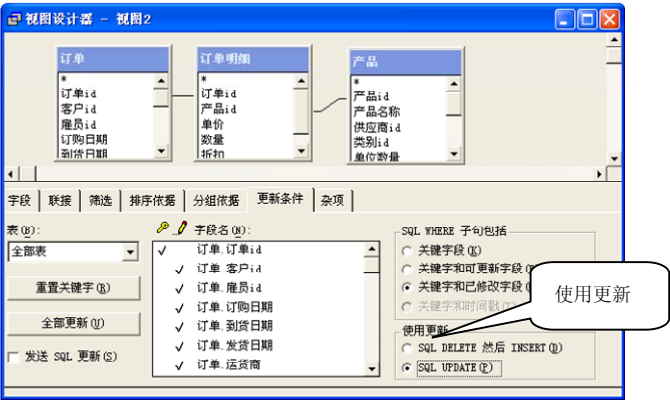 视图设计器 - 视图2
订单
*
订单id
客户id
雇员id
订购日期
到货日期
订单明细
*
订单id
产品id
单价
数量
折扣
产品
*
产品id
产品名称
供应商id
类别id
单位数量
字段 联接 筛选 排序依据 分组依据 更新条件 杂项
表(B):
全部表
重置关键字(R)
全部更新(U)
发送 SQL 更新(S)
字段名(N):
订单.订单id
订单.客户id
订单.雇员id
订单.订购日期
订单.到货日期
订单.发货日期
订单.运货商
SQL WHERE 子句包括
关键字段(K)
关键字和可更新字段
关键字和已修改字段
关键字和时间戳(T)
使用更新
SQL DELETE 然后 INSERT(D)
SQL UPDATE(P)
使用更新